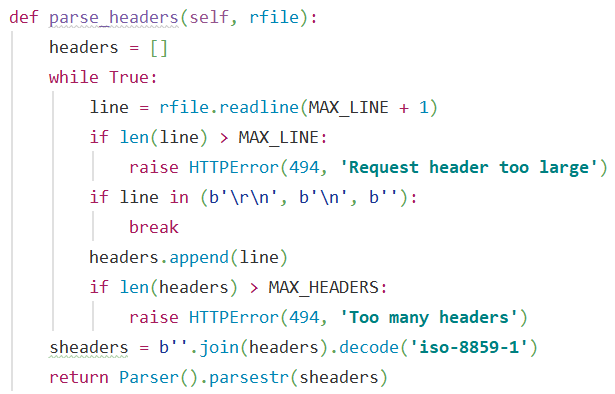 def parse_headers(self, rfile):
    headers = []
    while True:
        line = rfile.readline(MAX_LINE + 1)
        if len(line) > MAX_LINE:
            raise HTTPError(494, 'Request header too large')
        if line in (b'\r\n', b'\n', b''):
            break
        headers.append(line)
        if len(headers) > MAX_HEADERS:
            raise HTTPError(494, 'Too many headers')
    sheaders = b''.join(headers).decode('iso-8859-1')
    return Parser().parsestr(sheaders)